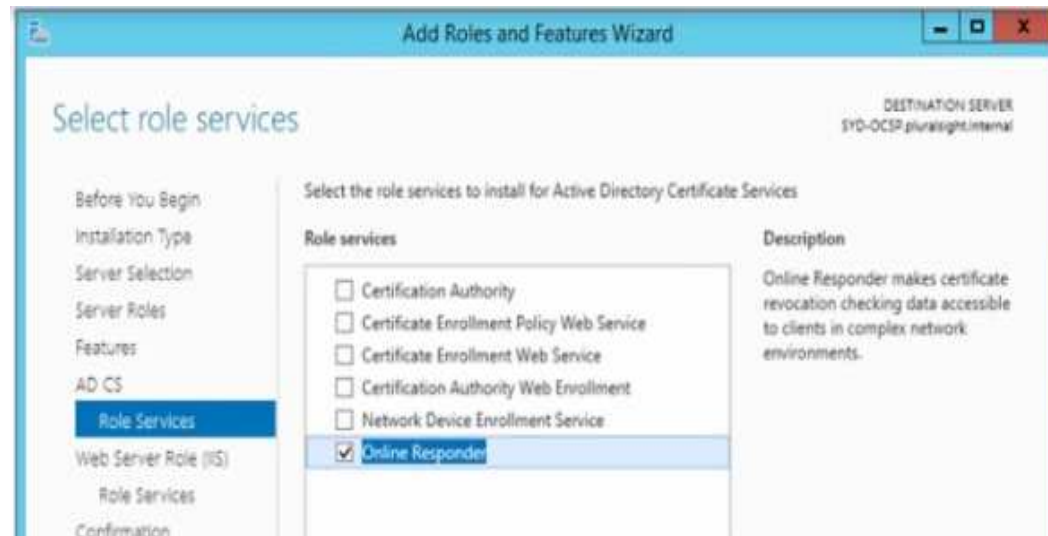 Add Roles and Features Wizard
Select role services
DESTINATION SERVER
SYD-OCSP.pluralsight.internal
Before You Begin
Installation Type
Server Selection
Server Roles
Features
AD CS
Role Services
Web Server Role (IIS)
Role Services
Confirmation
Select the role services to install for Active Directory Certificate Services
Role services
Certification Authority
Certificate Enrollment Policy Web Service
Certificate Enrollment Web Service
Certification Authority Web Enrollment
Network Device Enrollment Service
Online Responder
Description
Online Responder makes certificate
revocation checking data accessible
to clients in complex network
environments.